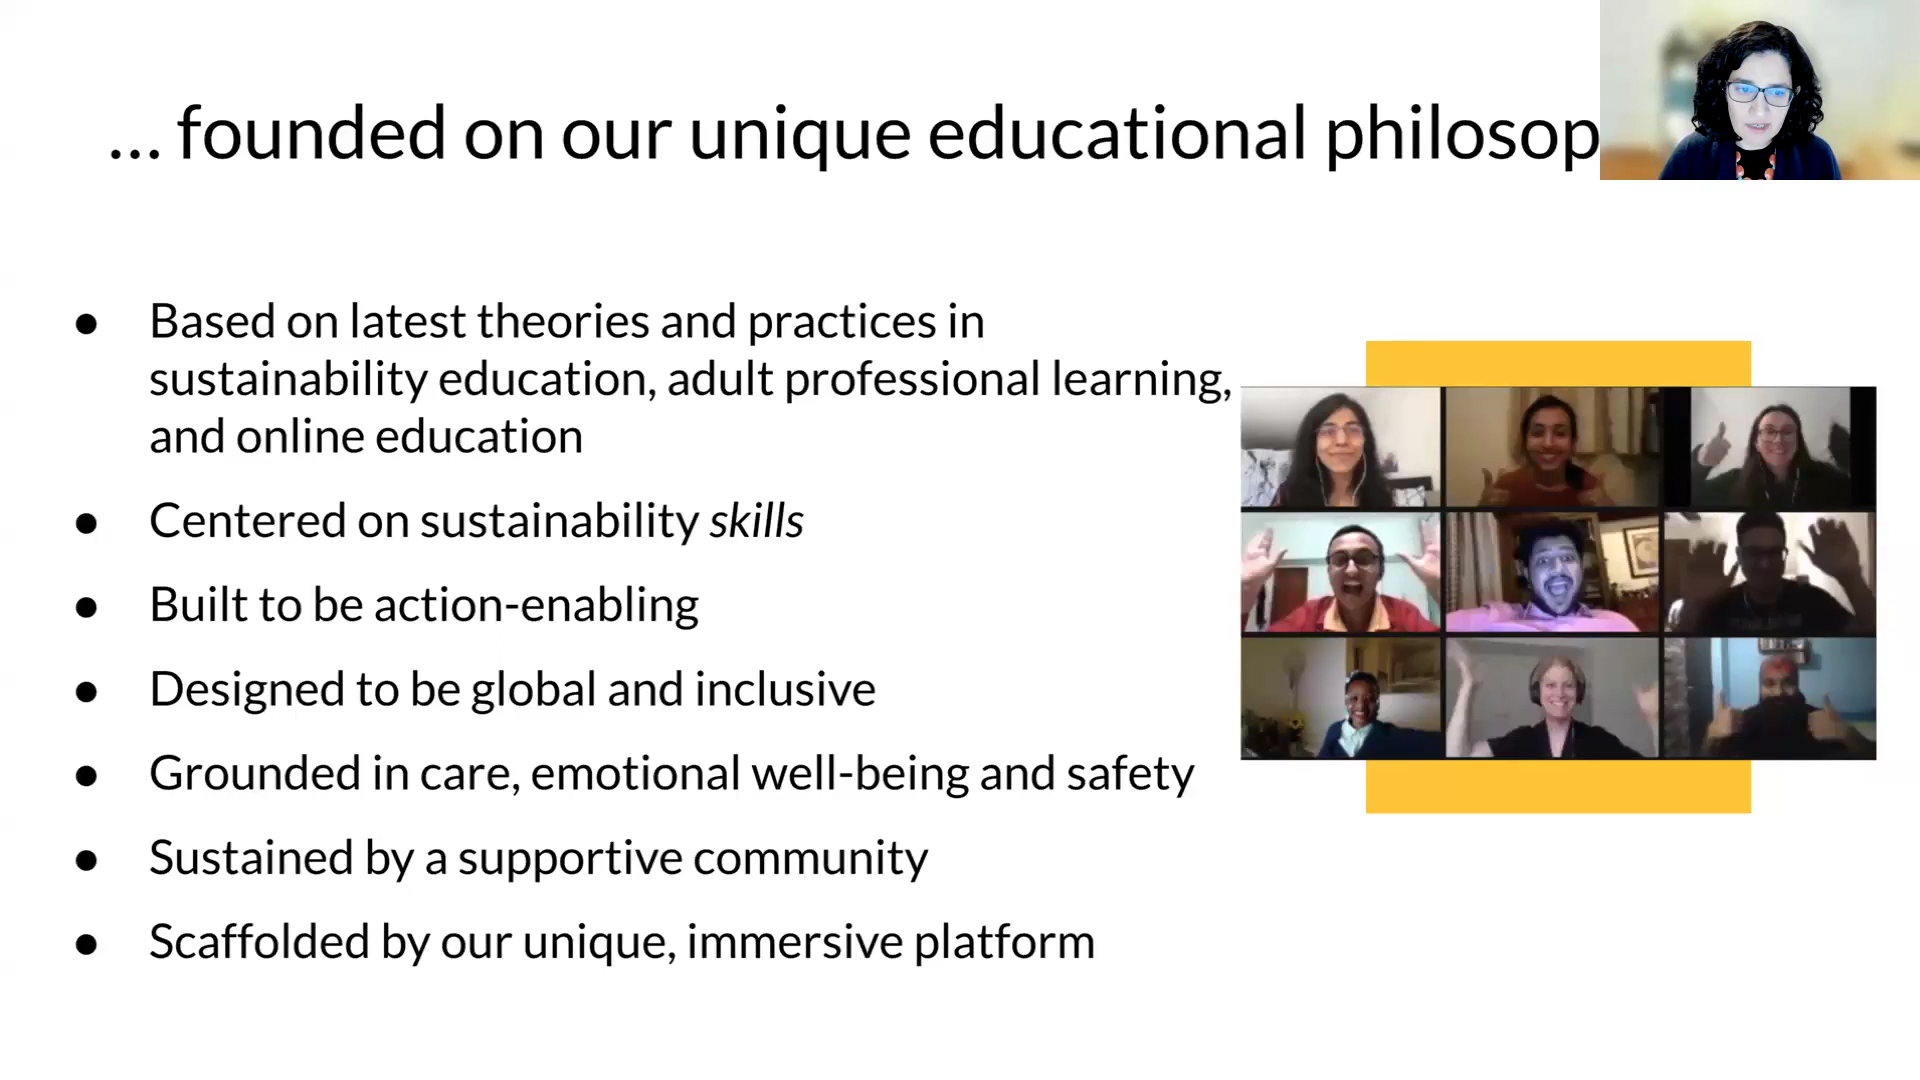 ... founded on our unique educational philosop
● Based on latest theories and practices in
sustainability education, adult professional learning,
and online education
● Centered on sustainability skills
● Built to be action-enabling
● Designed to be global and inclusive
● Grounded in care, emotional well-being and safety
● Sustained by a supportive community
● Scaffolded by our unique, immersive platform